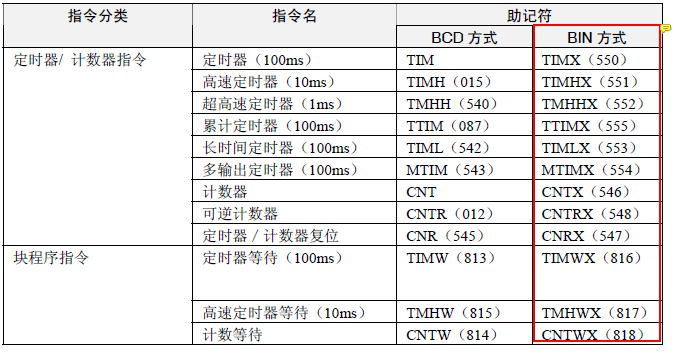 指令分类 指令名 助记符
BCD 方式 BIN 方式
定时器/ 计数器指令 定时器（100ms） TIM TIMX（550）
高速定时器（10ms） TIMH（015） TIMHX（551）
超高速定时器（1ms） TMHH（540） TMHHX（552）
累计定时器（100ms） TTIM（087） TTIMX（555）
长时间定时器（100ms） TIML（542） TIMLX（553）
多输出定时器（100ms） MTIM（543） MTIMX（554）
计数器 CNT CNTX（546）
可逆计数器 CNTR（012） CNTRX（548）
定时器 / 计数器复位 CNR（545） CNRX（547）
块程序指令 定时器等待（100ms） TIMW（813） TIMWX（816）
高速定时器等待（10ms） TMHW（815） TMHWX（817）
计数等待 CNTW（814） CNTWX（818）